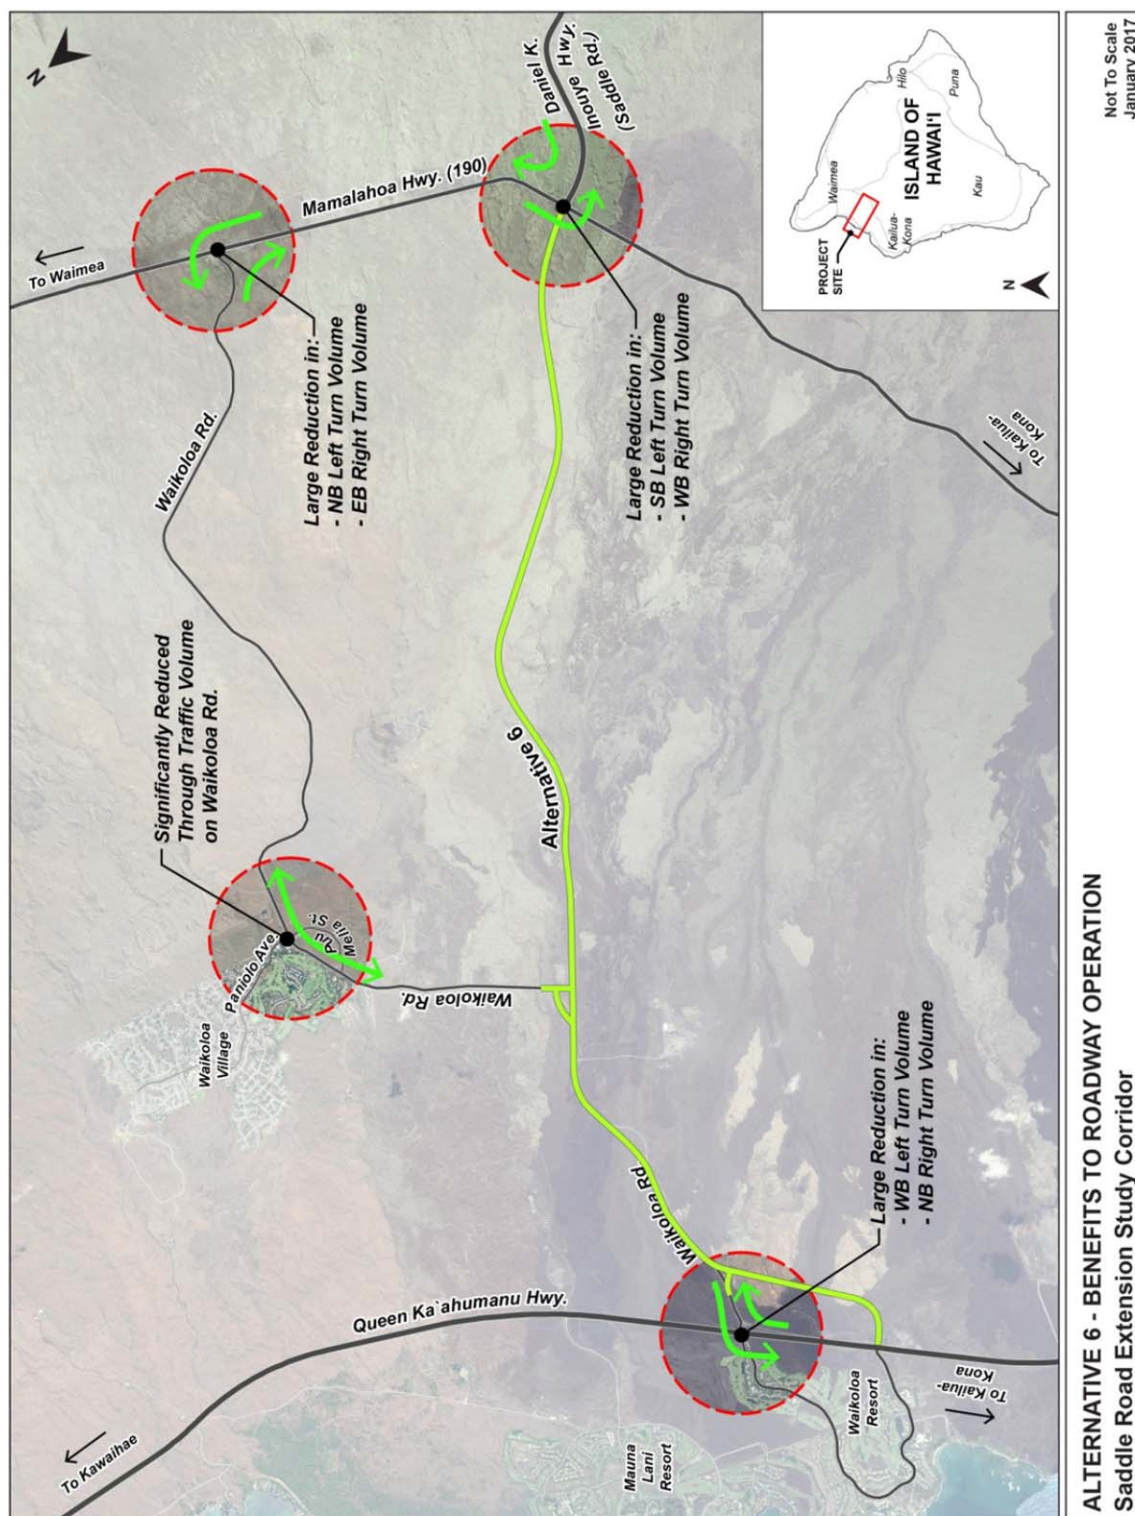 N
To Waimea
Mamalahoa Hwy. (190)
Daniel K.
Inouye Hwy.
(Saddle Rd.)
Waikoloa Rd.
Large Reduction in:
- NB Left Turn Volume
- EB Right Turn Volume
Large Reduction in:
- SB Left Turn Volume
- WB Right Turn Volume
To Kailua-
Kona
Significantly Reduced
Through Traffic Volume
on Waikoloa Rd.
Paniolo Ave.
Melia St.
Waikoloa
Village
Waikoloa Rd.
Alternative 6
Waikoloa Rd.
Large Reduction in:
- WB Left Turn Volume
- NB Right Turn Volume
Queen Ka`ahumanu Hwy.
To Kawaihae
Mauna
Lani
Resort
Waikoloa
Resort
To Kailua-
Kona
PROJECT
SITE
Waimea
Hilo
Puna
ISLAND OF
HAWAI'I
Kailua-
Kona
Kau
N
ALTERNATIVE 6 - BENEFITS TO ROADWAY OPERATION
Saddle Road Extension Study Corridor
Not To Scale
January 2017